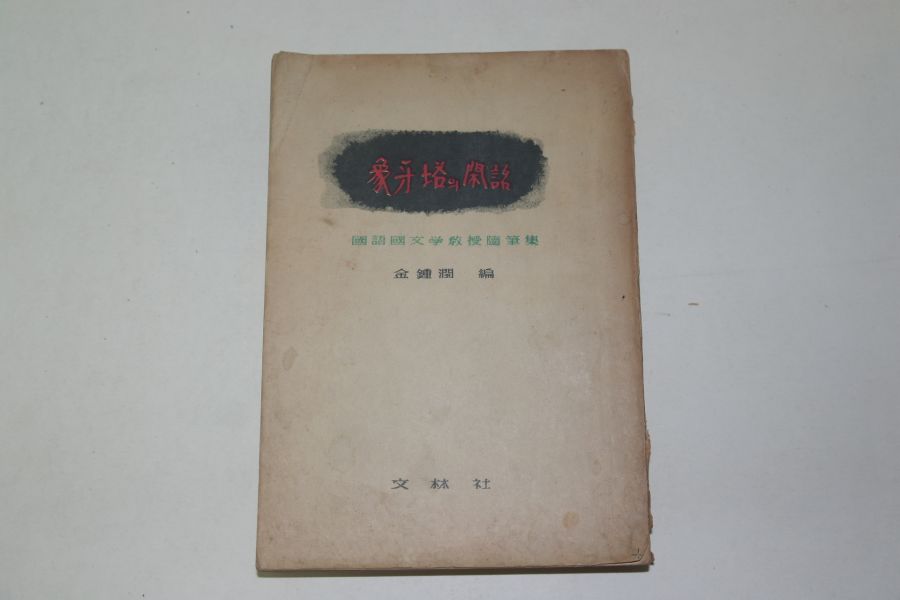 象牙塔의 閑話
國語國文学敎授隨筆集
金鍾潤 編
文林社